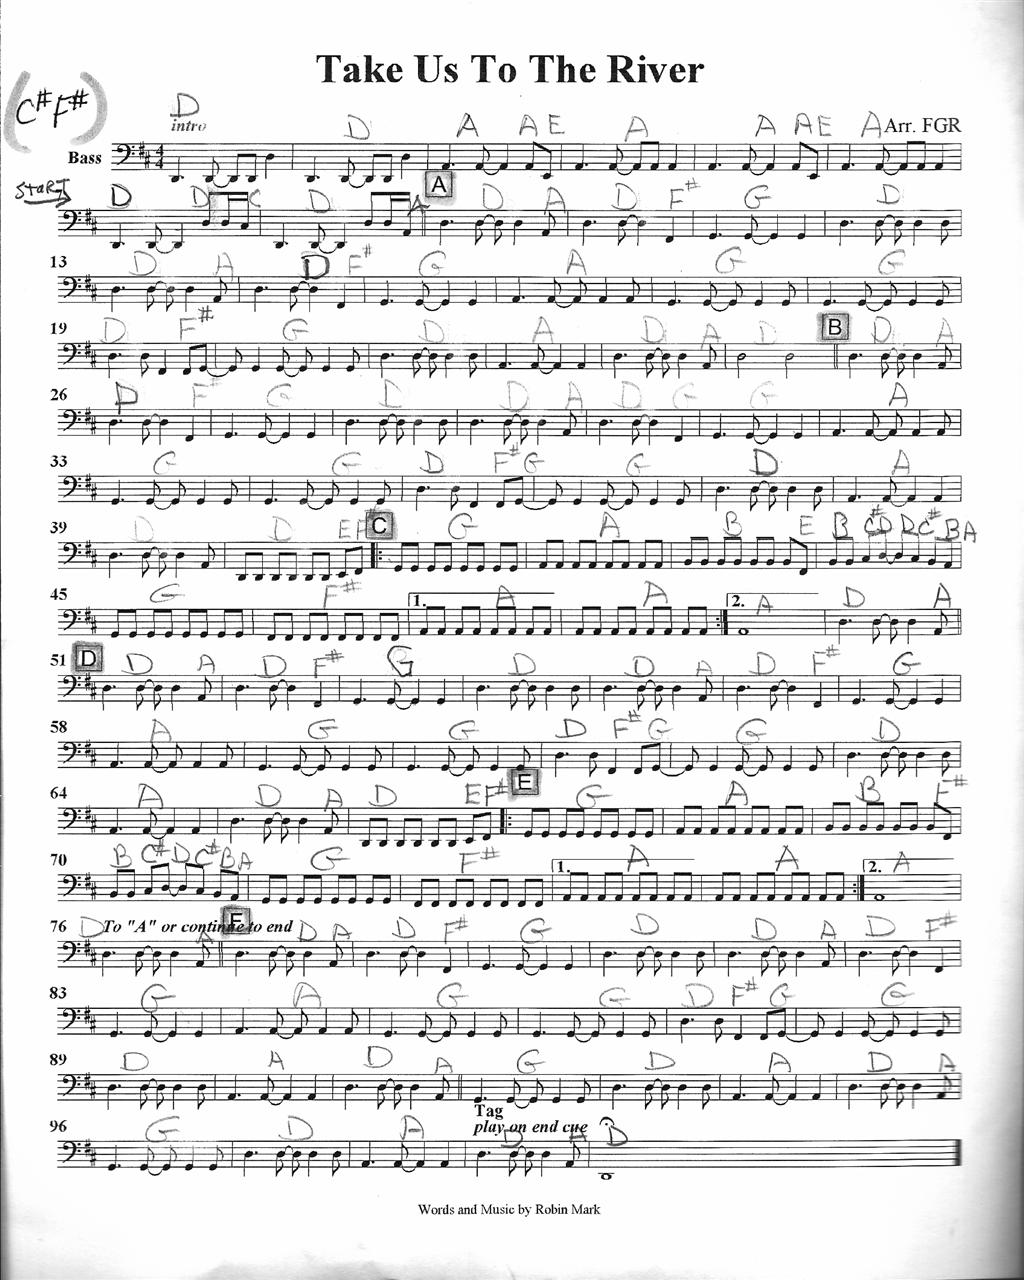 Take Us To The River
(C# F#)
D D A A E A A A E A
intro
Arr. FGR
Bass 4 4
START D D C D A A D A D F# G D
13 D A D F# G A G G
19 D F# G D A D A D B D A
26 D F# G D D A D G G A
33 G G D F# G G D A
39 D D E F# C G A B E B C# D D C# B A
45 G F# 1. A A 2. A D A
51 D D A D F# G D D A D F# G
58 A G G D F# G G D
64 A D A D E F# E G A B F#
70 B C# D C# B A G F# 1. A A 2. A
76 D To "A" or continue to end A F D A D F# G D D A D F#
83 G A G G D F# G G
89 D A D A G D A D A
Tag
96 G D A play on end cue D A D
Words and Music by Robin Mark